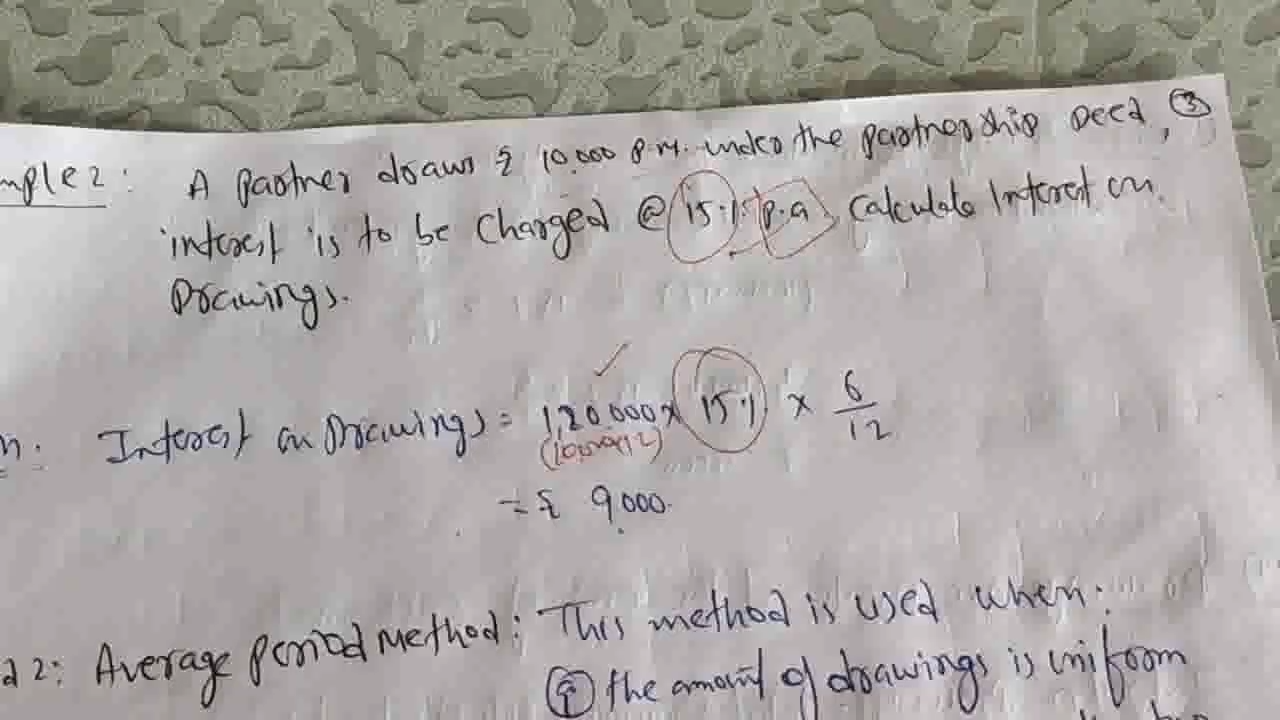 mple 2 : A partner draws ₹ 10,000 P.M. under the partnership Deed, ③
interest is to be charged @ 15% p.a, calculate Interest on
Drawings.
n: Interest on Drawings = 1,20,000 x 15% x 6/12
(10,000x12)
= ₹ 9,000.
d 2: Average period Method: This method is used when:
(i) the amount of drawings is uniform